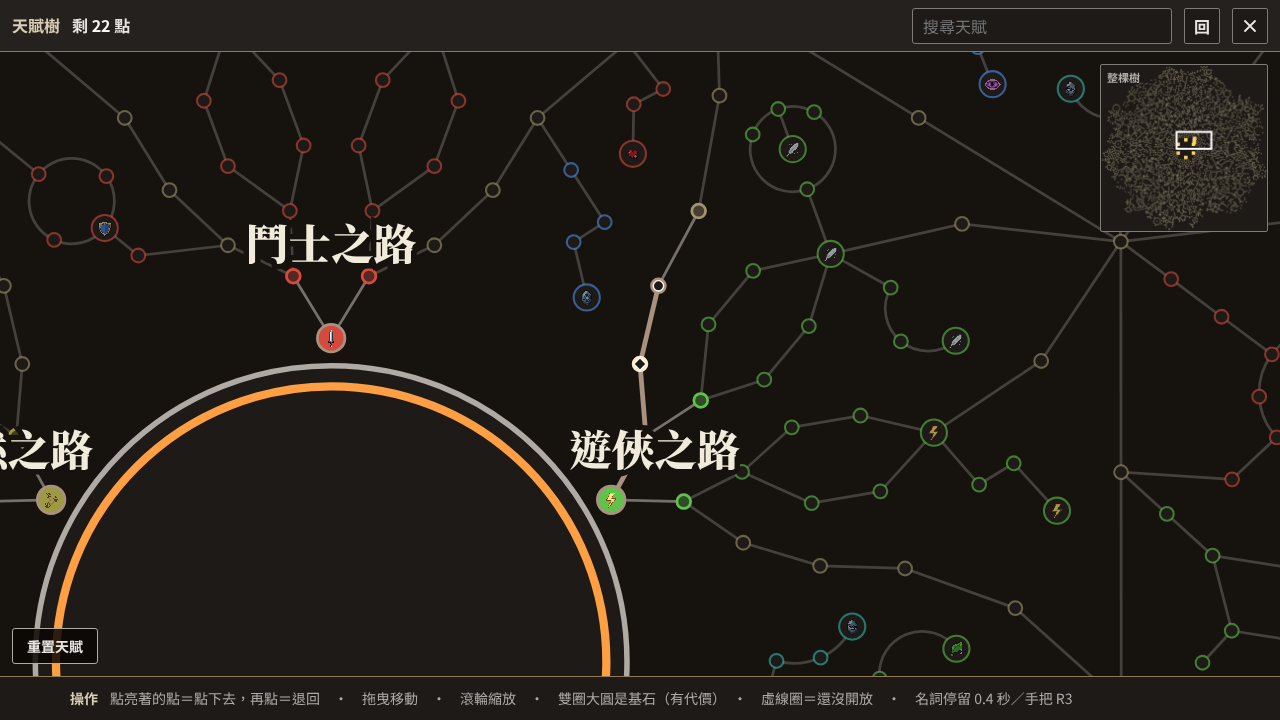 天賦樹 剩 22 點
搜尋天賦
回
整棵樹
鬥士之路
之路
遊俠之路
重置天賦
操作 點亮著的點＝點下去，再點＝退回 • 拖曳移動 • 滾輪縮放 • 雙圈大圓是基石（有代價） • 虛線圈＝還沒開放 • 名詞停留 0.4 秒／手把 R3